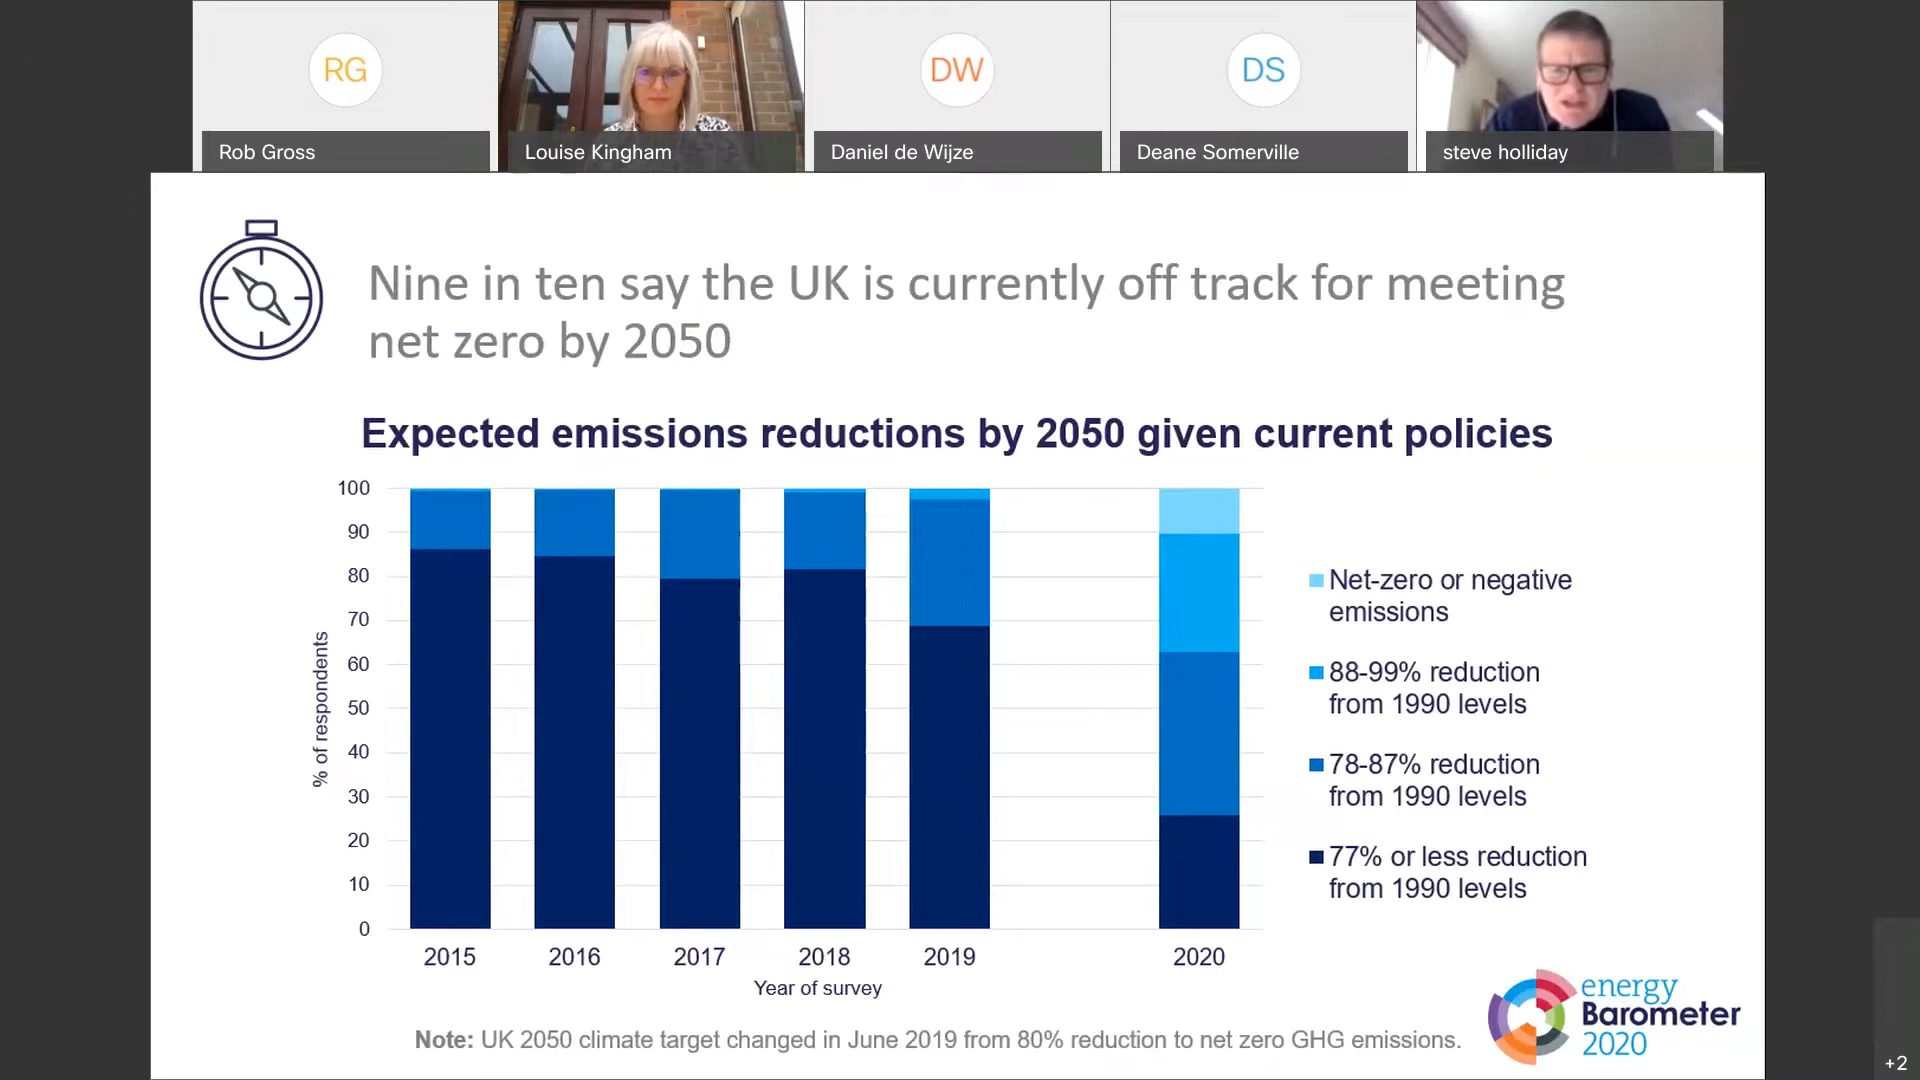 RG
DW
DS
Rob Gross
Louise Kingham
Daniel de Wijze
Deane Somerville
steve holliday
Nine in ten say the UK is currently off track for meeting
net zero by 2050
Expected emissions reductions by 2050 given current policies
100
90
80
70
60
50
40
30
20
10
0
% of respondents
2015
2016
2017
2018
2019
2020
Year of survey
Net-zero or negative
emissions
88-99% reduction
from 1990 levels
78-87% reduction
from 1990 levels
77% or less reduction
from 1990 levels
Note: UK 2050 climate target changed in June 2019 from 80% reduction to net zero GHG emissions.
energy
Barometer
2020
+2